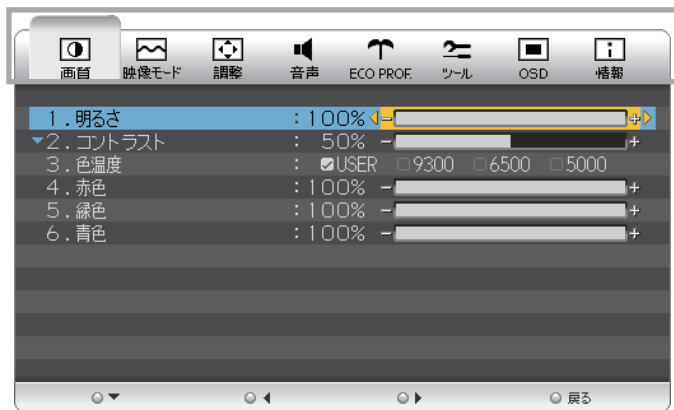 画質 映像モード 調整 音声 ECO PROF. ツール OSD 情報
1.明るさ :100% - +
2.コントラスト : 50% - +
3.色温度 : USER 9300 6500 5000
4.赤色 :100% - +
5.緑色 :100% - +
6.青色 :100% - +
戻る